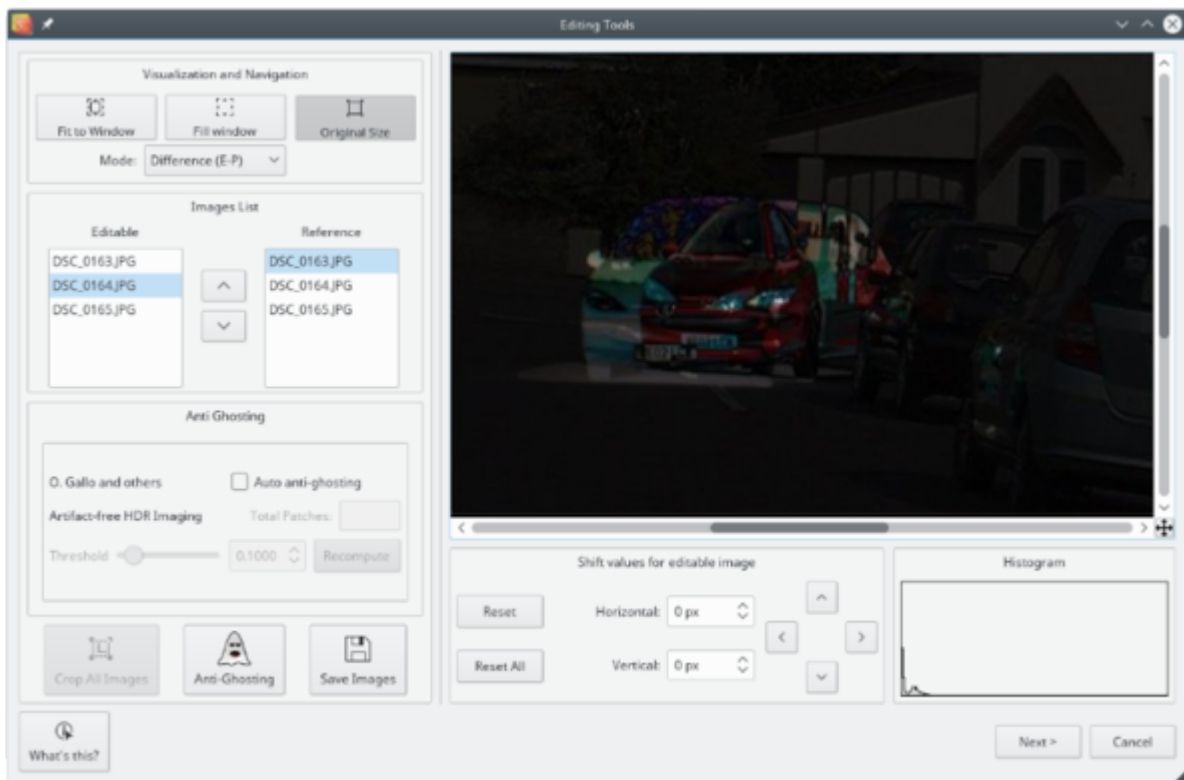 Editing Tools
Visualization and Navigation
Fit to Window
Fill window
Original Size
Mode:
Difference (E-P)
Images List
Editable
Reference
DSC_0163.JPG
DSC_0164.JPG
DSC_0165.JPG
DSC_0163.JPG
DSC_0164.JPG
DSC_0165.JPG
Anti Ghosting
O. Gallo and others
Auto anti-ghosting
Artifact-free HDR Imaging
Total Patches:
Threshold
0.1000
Recompute
Crop All Images
Anti-Ghosting
Save Images
Shift values for editable image
Reset
Horizontal:
0 px
Reset All
Vertical:
0 px
Histogram
What's this?
Next >
Cancel